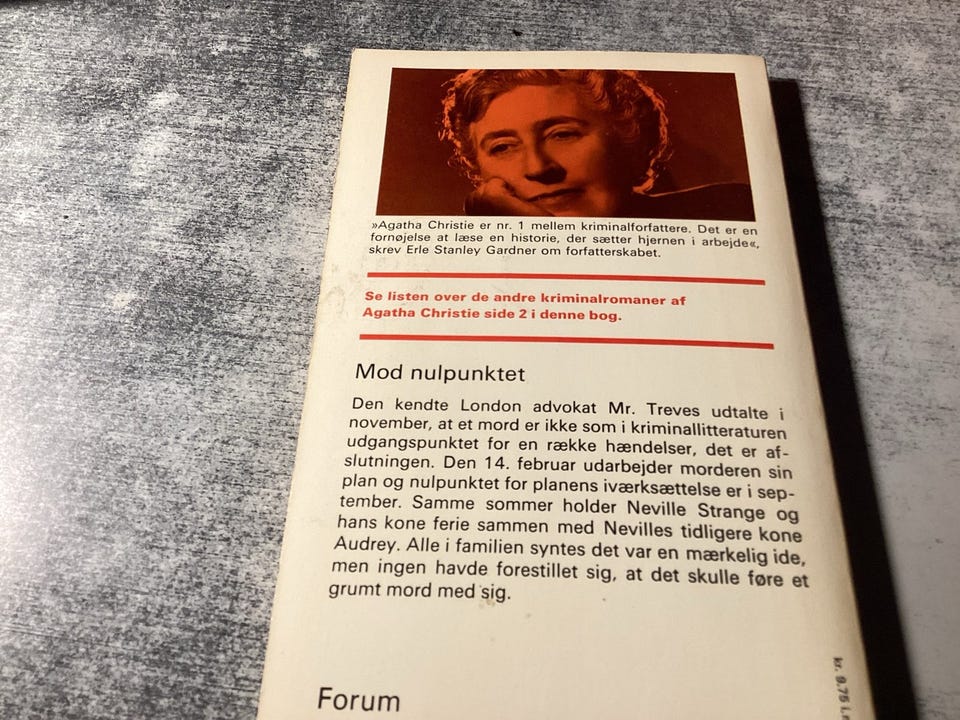 »Agatha Christie er nr. 1 mellem kriminalforfattere. Det er en
fornøjelse at læse en historie, der sætter hjernen i arbejde«,
skrev Erle Stanley Gardner om forfatterskabet.
Se listen over de andre kriminalromaner af
Agatha Christie side 2 i denne bog.
Mod nulpunktet
Den kendte London advokat Mr. Treves udtalte i
november, at et mord er ikke som i kriminallitteraturen
udgangspunktet for en række hændelser, det er af-
slutningen. Den 14. februar udarbejder morderen sin
plan og nulpunktet for planens iværksættelse er i sep-
tember. Samme sommer holder Neville Strange og
hans kone ferie sammen med Nevilles tidligere kone
Audrey. Alle i familien syntes det var en mærkelig ide,
men ingen havde forestillet sig, at det skulle føre et
grumt mord med sig.
Forum
kr. 9.75